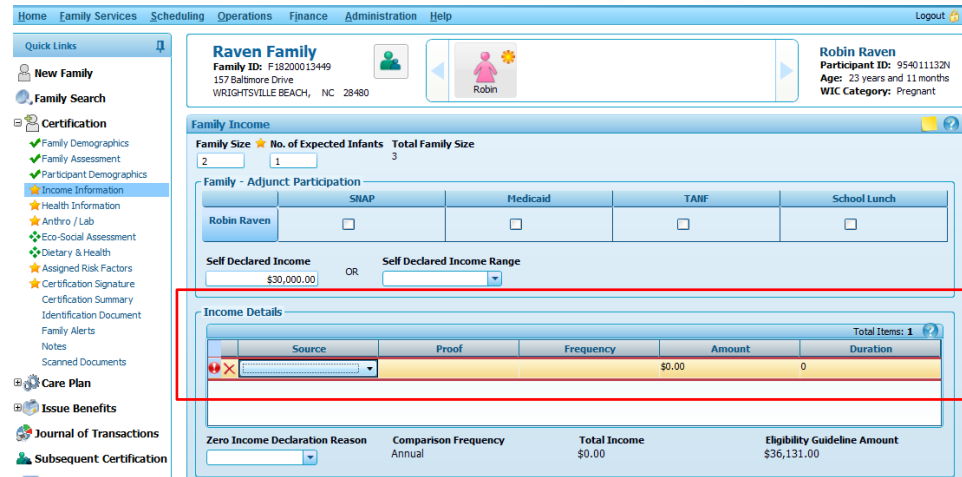 Home Family Services Scheduling Operations Finance Administration Help Logout
Quick Links
New Family
Family Search
Certification
Family Demographics
Family Assessment
Participant Demographics
Income Information
Health Information
Anthro / Lab
Eco-Social Assessment
Dietary & Health
Assigned Risk Factors
Certification Signature
Certification Summary
Identification Document
Family Alerts
Notes
Scanned Documents
Care Plan
Issue Benefits
Journal of Transactions
Subsequent Certification
Raven Family
Family ID: F18200013449
157 Baltimore Drive
WRIGHTSVILLE BEACH, NC 28480
Robin
Robin Raven
Participant ID: 954011132N
Age: 23 years and 11 months
WIC Category: Pregnant
Family Income
Family Size No. of Expected Infants Total Family Size
2 1 3
Family - Adjunct Participation
SNAP Medicaid TANF School Lunch
Robin Raven
Self Declared Income OR Self Declared Income Range
$30,000.00
Income Details
Total Items: 1
Source Proof Frequency Amount Duration
$0.00 0
Zero Income Declaration Reason Comparison Frequency Total Income Eligibility Guideline Amount
Annual $0.00 $36,131.00